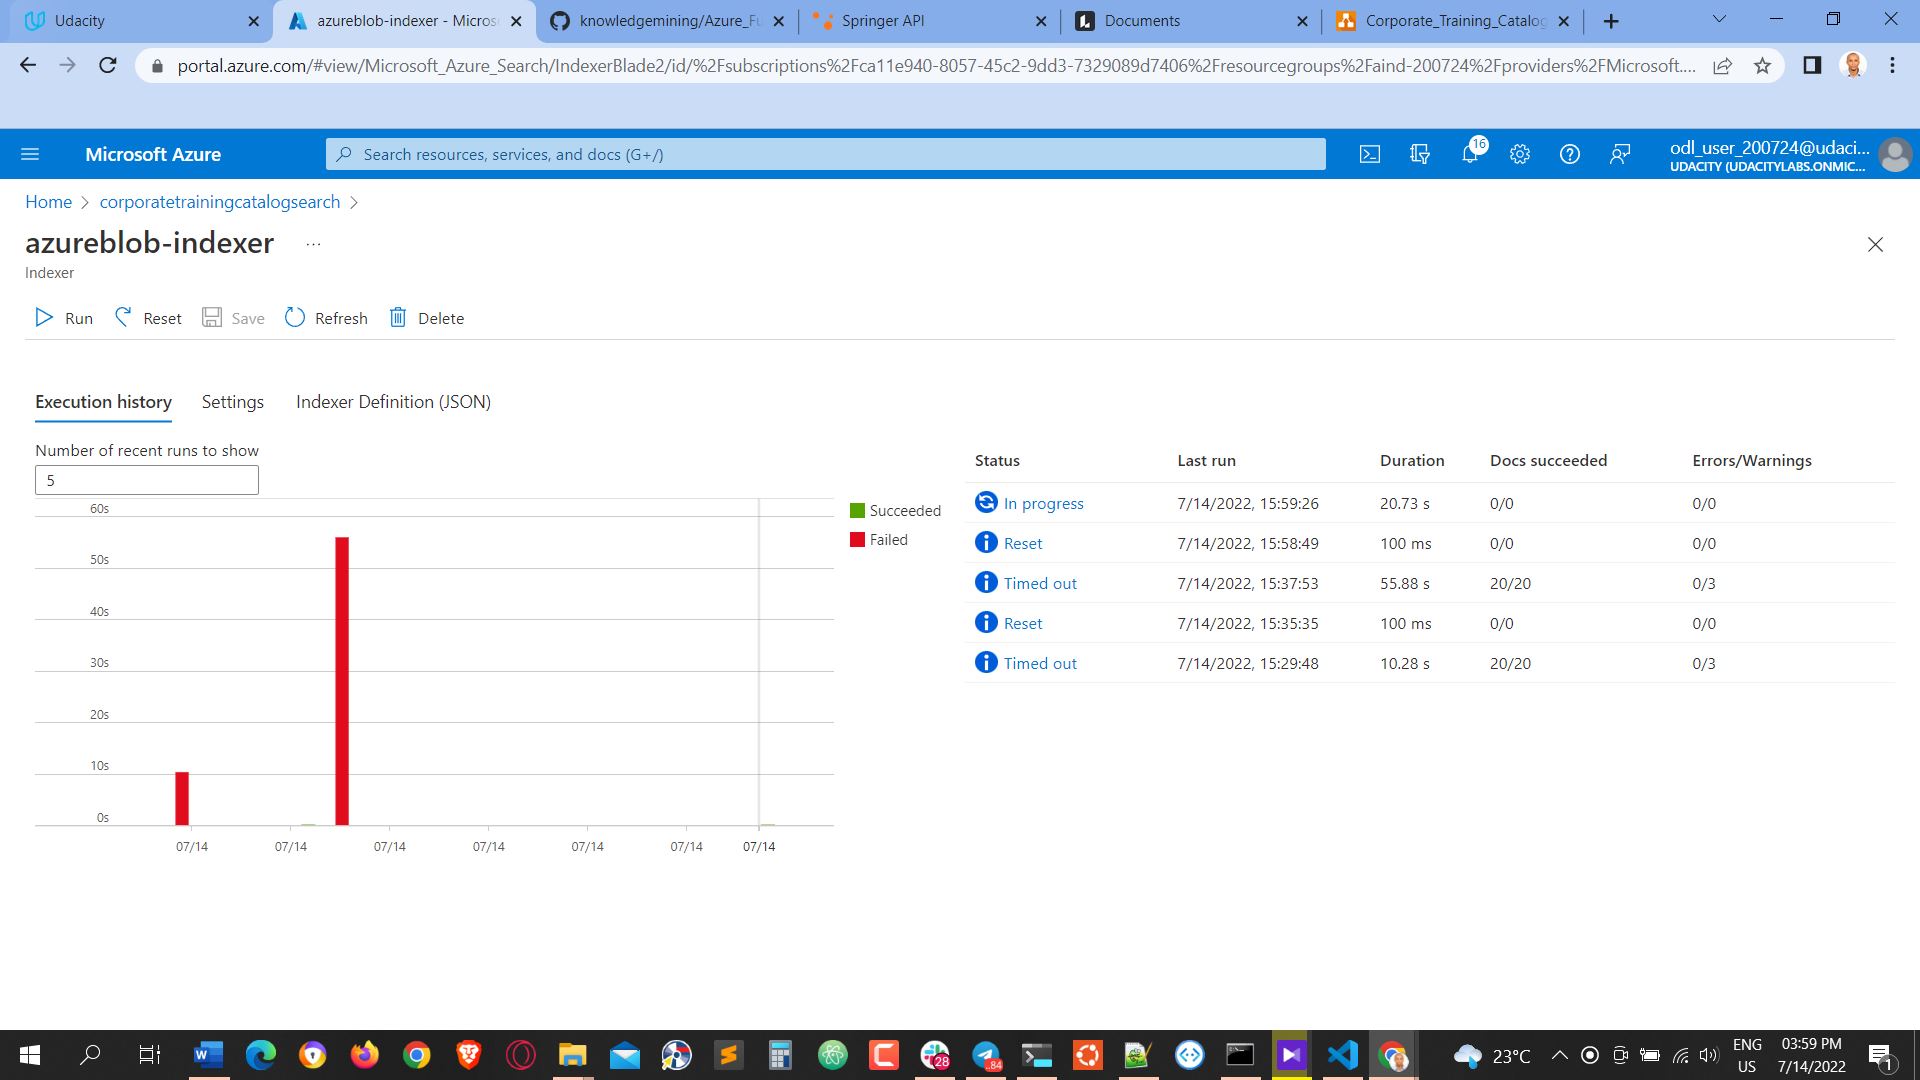 Udacity
azureblob-indexer - Micros
knowledgemining/Azure_Fu
Springer API
Documents
Corporate_Training_Catalog
portal.azure.com/#view/Microsoft_Azure_Search/IndexerBlade2/id/%2Fsubscriptions%2Fca11e940-8057-45c2-9dd3-7329089d7406%2Fresourcegroups%2Faind-200724%2Fproviders%2FMicrosoft....
Microsoft Azure
Search resources, services, and docs (G+/)
16
odl_user_200724@udaci...
UDACITY (UDACITYLABS.ONMIC...
Home > corporatetrainingcatalogsearch >
azureblob-indexer ...
Indexer
Run Reset Save Refresh Delete
Execution history Settings Indexer Definition (JSON)
Number of recent runs to show
5
60s
50s
40s
30s
20s
10s
0s
07/14 07/14 07/14 07/14 07/14 07/14 07/14
Succeeded
Failed
Status Last run Duration Docs succeeded Errors/Warnings
In progress 7/14/2022, 15:59:26 20.73 s 0/0 0/0
Reset 7/14/2022, 15:58:49 100 ms 0/0 0/0
Timed out 7/14/2022, 15:37:53 55.88 s 20/20 0/3
Reset 7/14/2022, 15:35:35 100 ms 0/0 0/0
Timed out 7/14/2022, 15:29:48 10.28 s 20/20 0/3
28
84
23°C
ENG
US
03:59 PM
7/14/2022
1